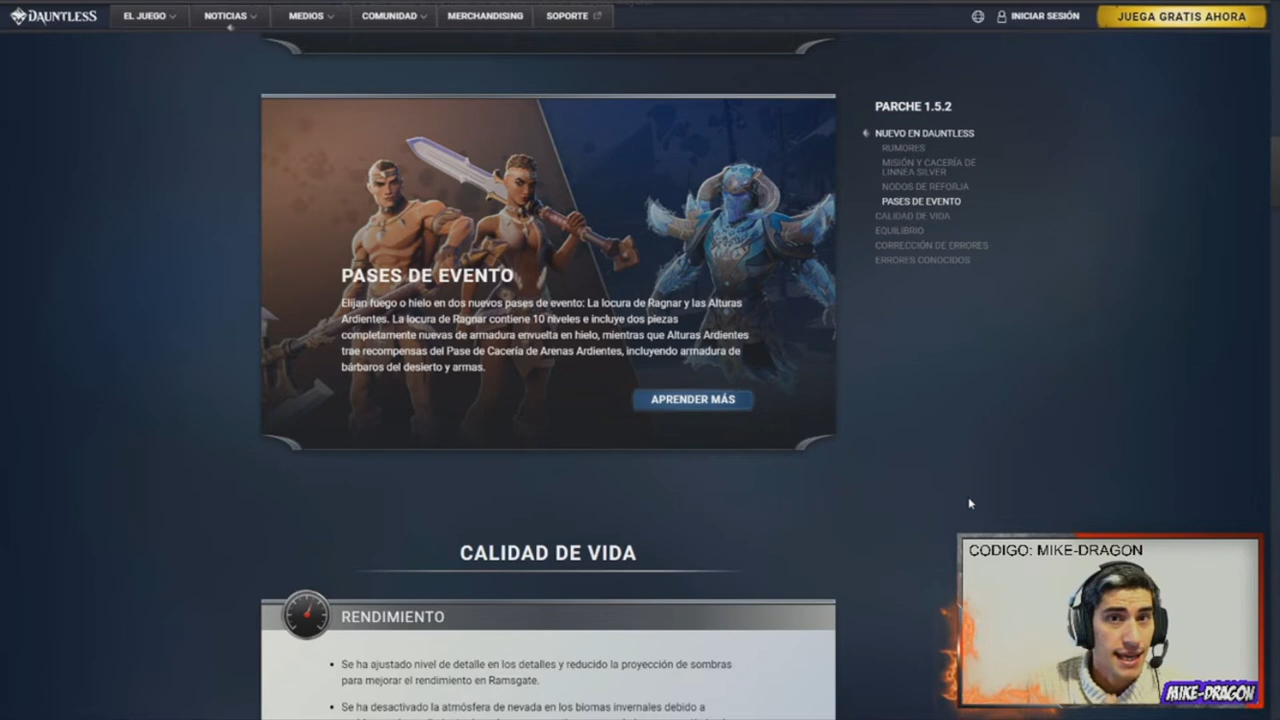 DAUNTLESS
EL JUEGO
NOTICIAS
MEDIOS
COMUNIDAD
MERCHANDISING
SOPORTE
INICIAR SESIÓN
JUEGA GRATIS AHORA
PASES DE EVENTO
Elijan fuego o hielo en dos nuevos pases de evento: La locura de Ragnar y las Alturas
Ardientes. La locura de Ragnar contiene 10 niveles e incluye dos piezas
completamente nuevas de armadura envuelta en hielo, mientras que Alturas Ardientes
trae recompensas del Pase de Cacería de Arenas Ardientes, incluyendo armadura de
bárbaros del desierto y armas.
APRENDER MÁS
PARCHE 1.5.2
NUEVO EN DAUNTLESS
RUMORES
MISIÓN Y CACERÍA DE
LINNEA SILVER
NODOS DE REFORJA
PASES DE EVENTO
CALIDAD DE VIDA
EQUILIBRIO
CORRECCIÓN DE ERRORES
ERRORES CONOCIDOS
CALIDAD DE VIDA
RENDIMIENTO
• Se ha ajustado nivel de detalle en los detalles y reducido la proyección de sombras
para mejorar el rendimiento en Ramsgate.
• Se ha desactivado la atmósfera de nevada en los biomas invernales debido a
CODIGO: MIKE-DRAGON
MIKE-DRAGON